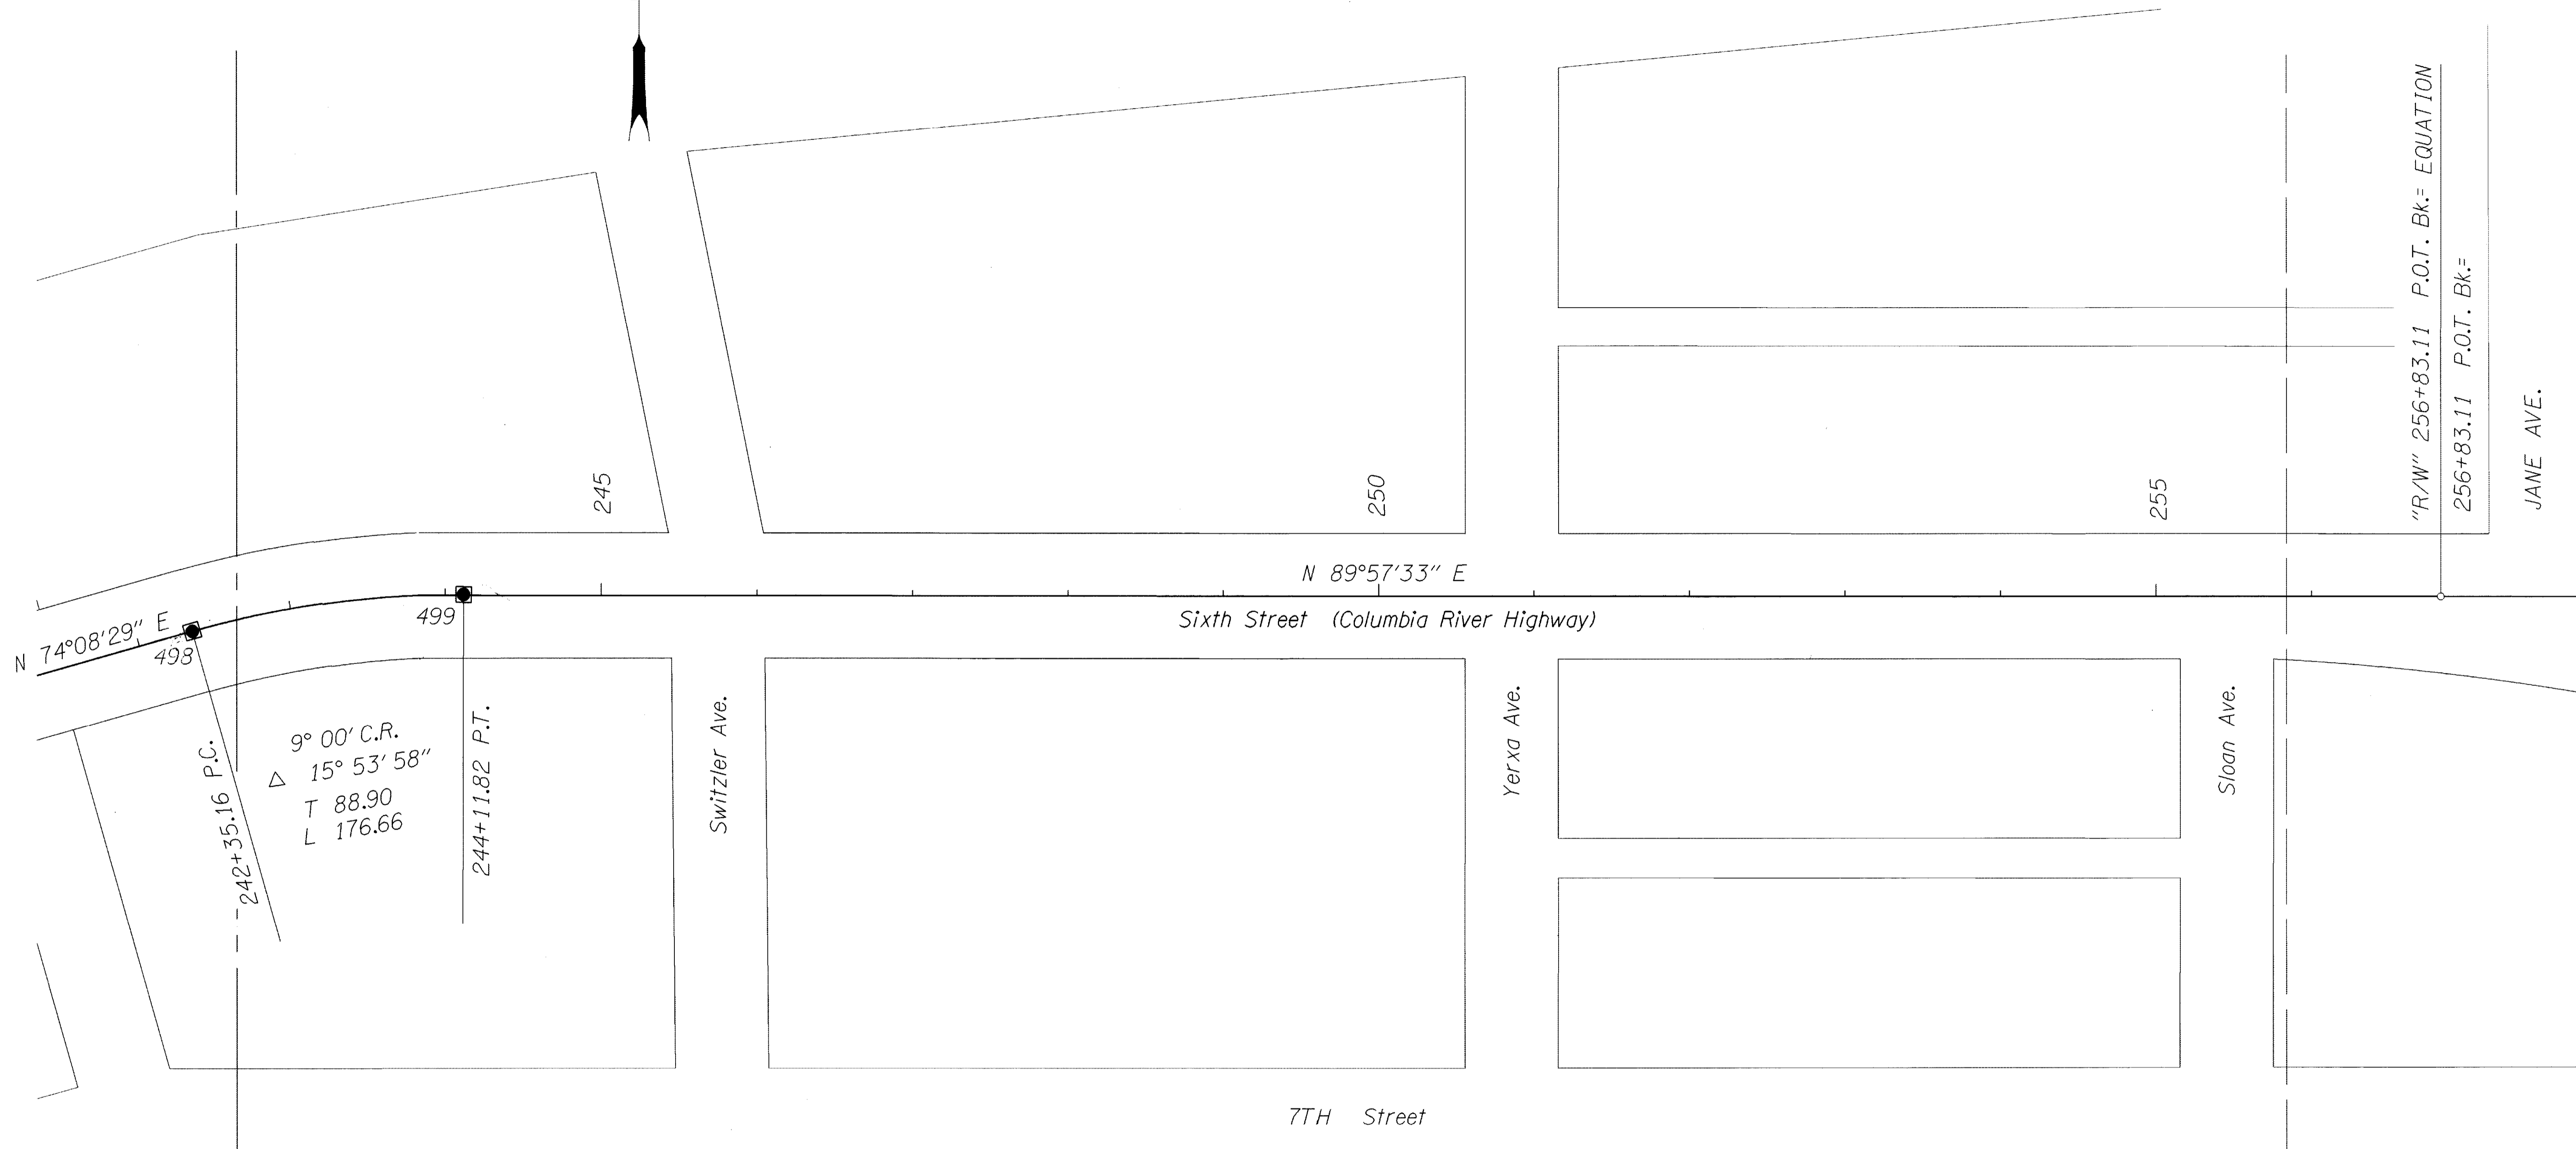 "R/W" 256+83.11 P.O.T. Bk.= EQUATION
256+83.11 P.O.T. Bk.=
JANE AVE.
245
250
255
N 89°57'33" E
Sixth Street (Columbia River Highway)
N 74°08'29" E
498
499
242+35.16 P.C.
9° 00' C.R.
△ 15° 53' 58"
T 88.90
L 176.66
244+11.82 P.T.
Switzler Ave.
Yerxa Ave.
Sloan Ave.
7TH Street